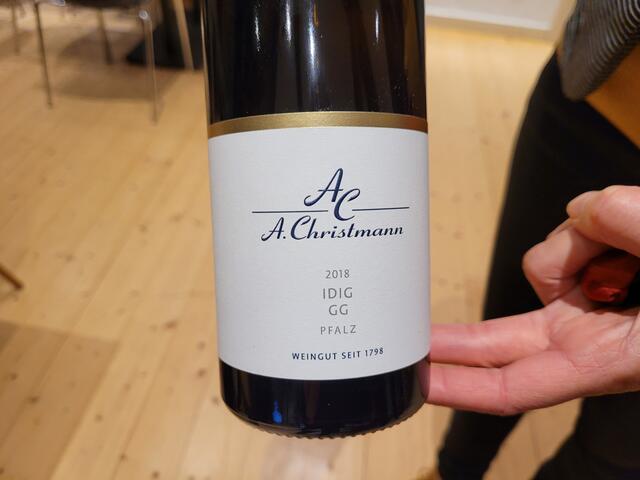 AC
A. Christmann
2018
IDIG
GG
PFALZ
WEINGUT SEIT 1798